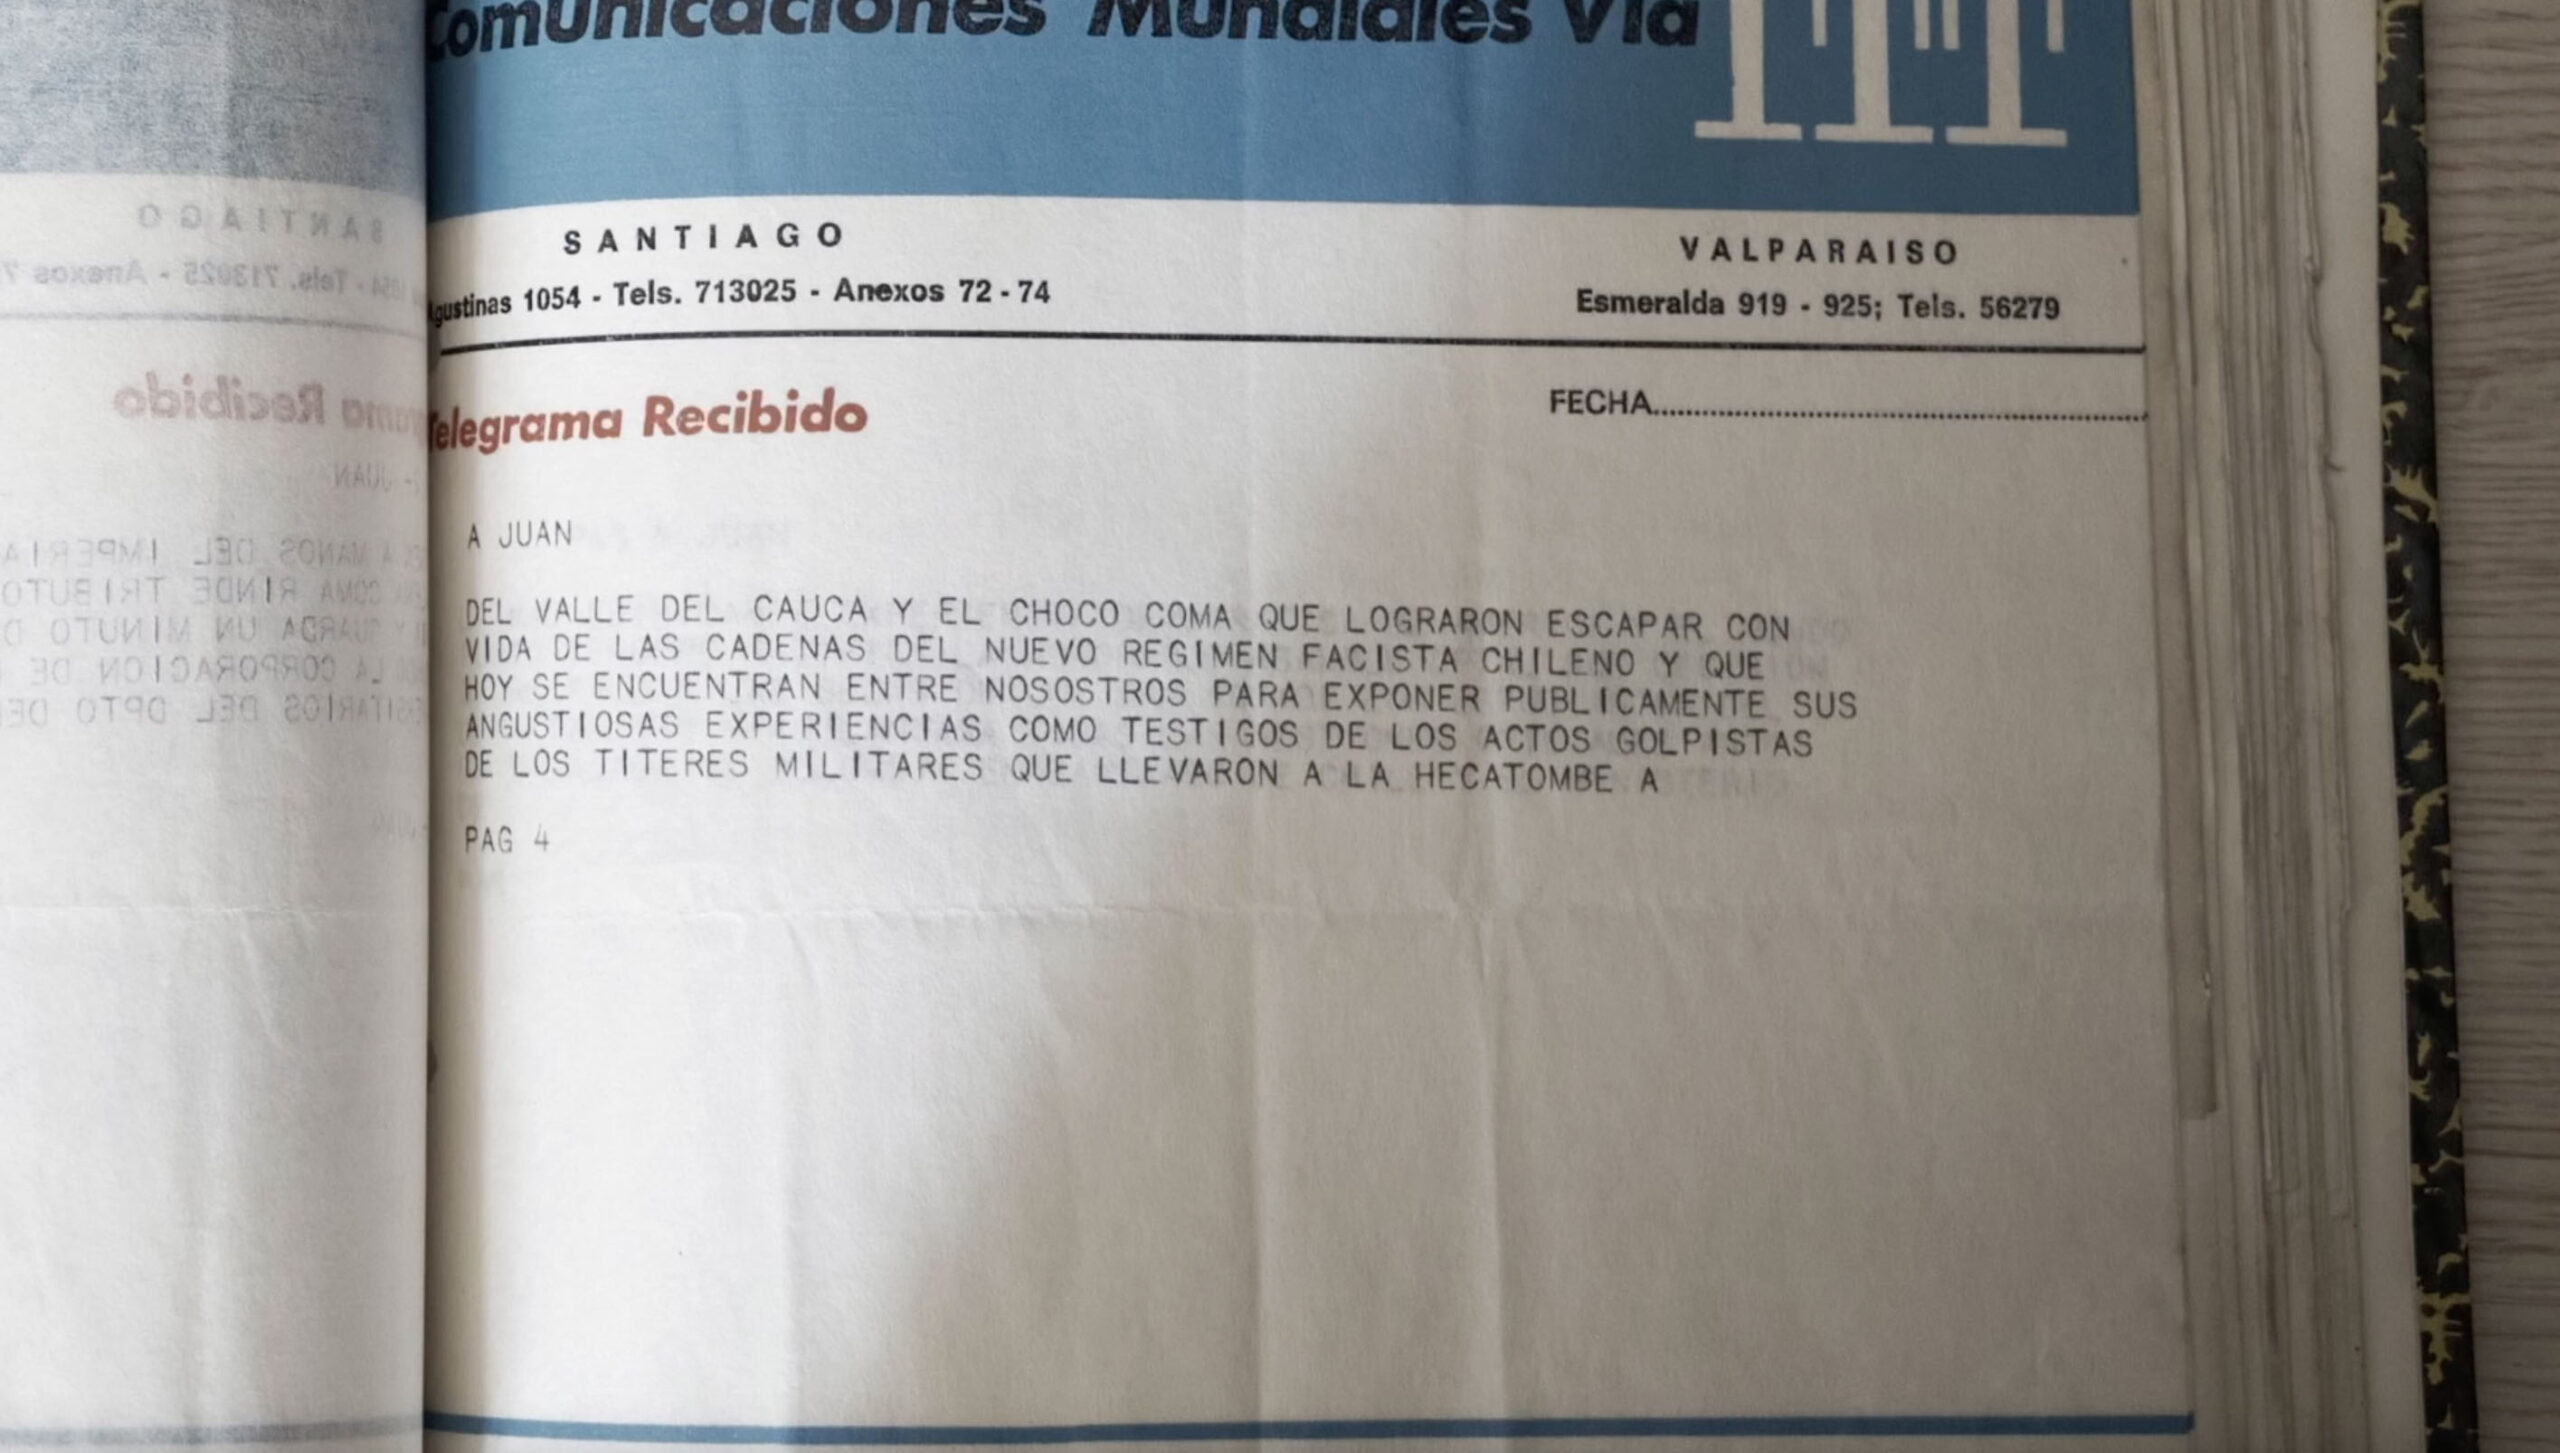 Comunicaciones Mundiales Vía
ITT
SANTIAGO
Agustinas 1054 - Tels. 713025 - Anexos 72 - 74
VALPARAISO
Esmeralda 919 - 925; Tels. 56279
Telegrama Recibido
FECHA
A JUAN
DEL VALLE DEL CAUCA Y EL CHOCO COMA QUE LOGRARON ESCAPAR CON
VIDA DE LAS CADENAS DEL NUEVO REGIMEN FACISTA CHILENO Y QUE
HOY SE ENCUENTRAN ENTRE NOSOSTROS PARA EXPONER PUBLICAMENTE SUS
ANGUSTIOSAS EXPERIENCIAS COMO TESTIGOS DE LOS ACTOS GOLPISTAS
DE LOS TITERES MILITARES QUE LLEVARON A LA HECATOMBE A
PAG 4